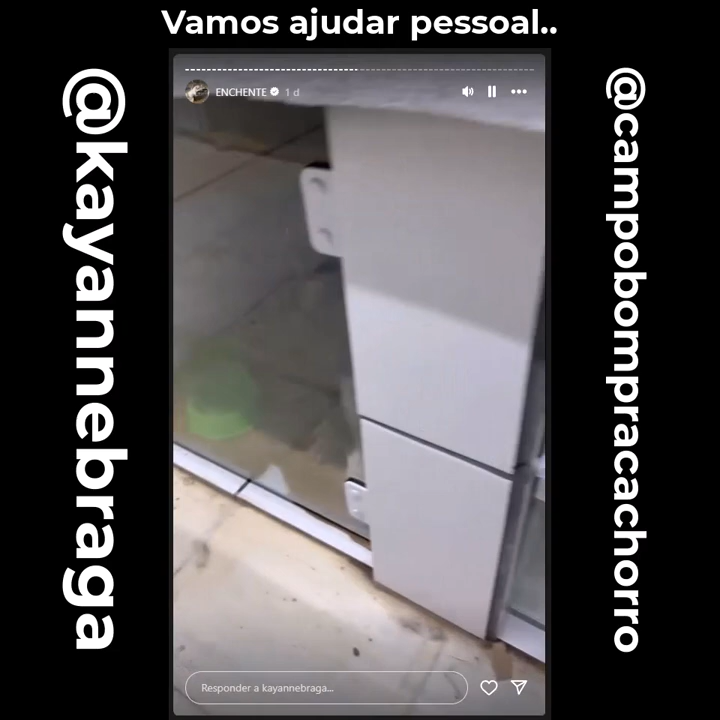 Vamos ajudar pessoal..
@kayannebraga
ENCHENTE 1 d
Responder a kayannebraga...
@campobompracachorro